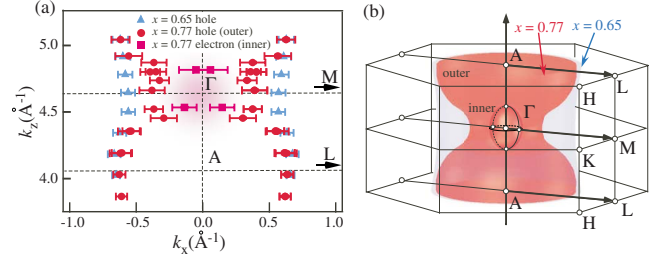 (a)
x = 0.65 hole
x = 0.77 hole (outer)
x = 0.77 electron (inner)
5.0
4.5
4.0
kz(Å-1)
Γ
M
A
L
-1.0
-0.5
0.0
0.5
1.0
kx(Å-1)
(b)
x = 0.77
x = 0.65
A
outer
L
H
inner
Γ
M
K
A
L
H